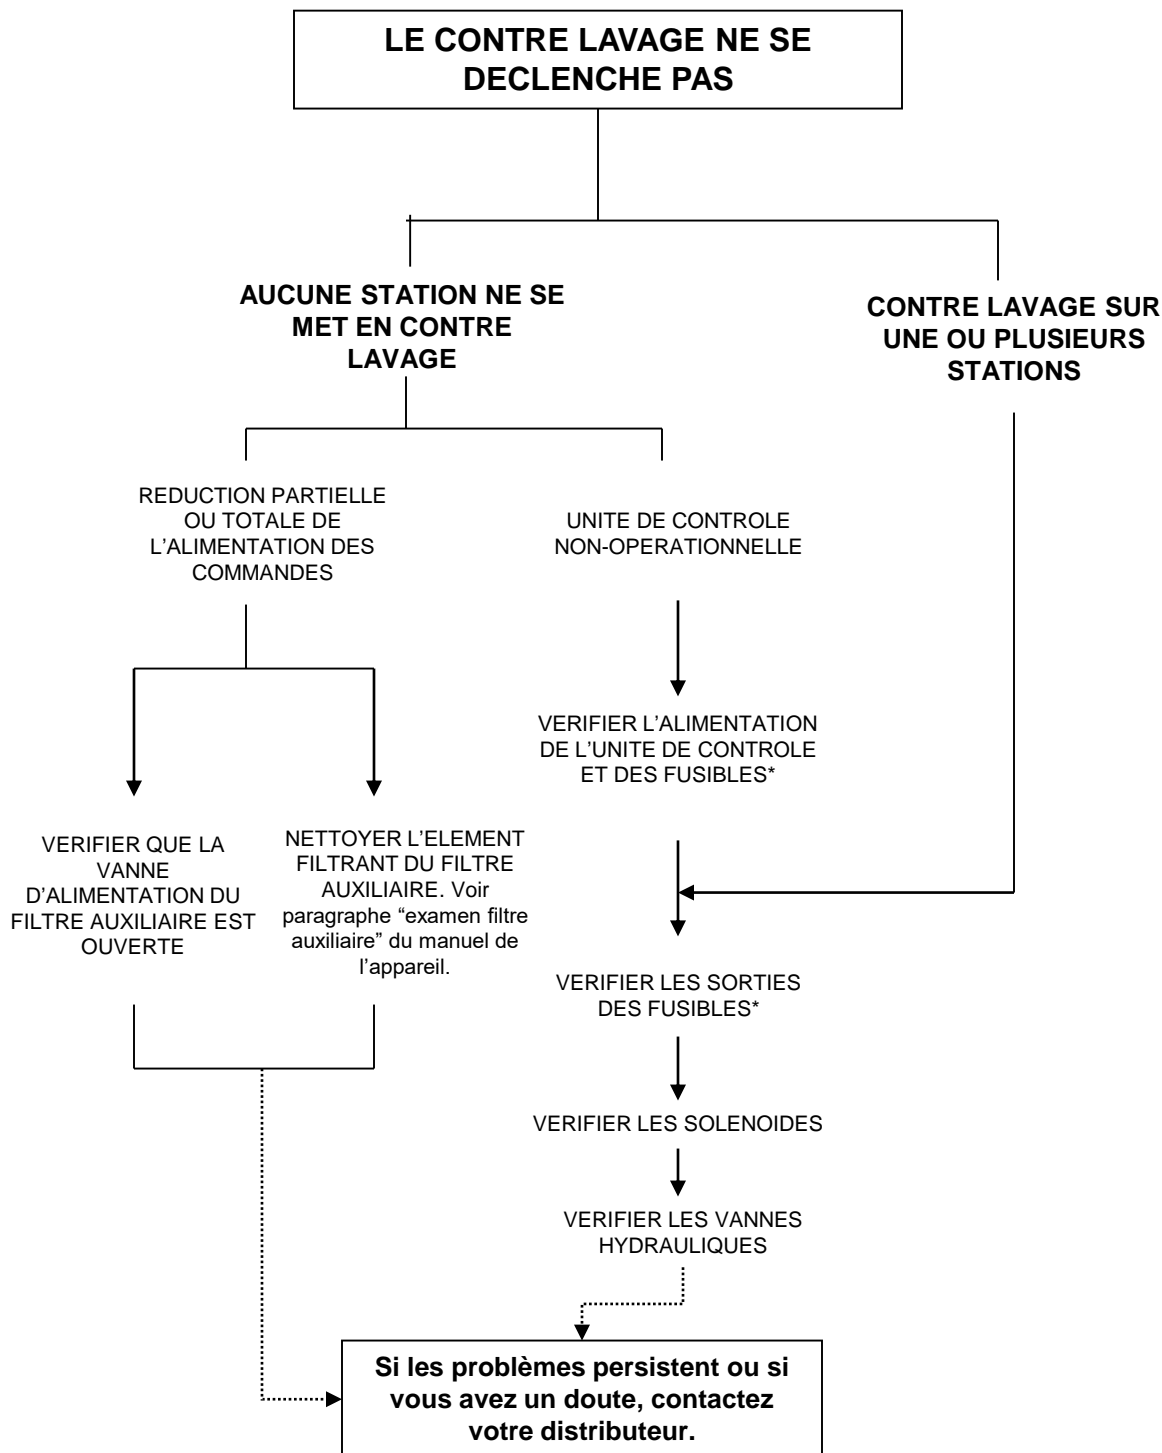 LE CONTRE LAVAGE NE SE
DECLENCHE PAS
AUCUNE STATION NE SE
MET EN CONTRE
LAVAGE
CONTRE LAVAGE SUR
UNE OU PLUSIEURS
STATIONS
REDUCTION PARTIELLE
OU TOTALE DE
L’ALIMENTATION DES
COMMANDES
UNITE DE CONTROLE
NON-OPERATIONNELLE
VERIFIER L’ALIMENTATION
DE L’UNITE DE CONTROLE
ET DES FUSIBLES*
VERIFIER QUE LA
VANNE
D’ALIMENTATION DU
FILTRE AUXILIAIRE EST
OUVERTE
NETTOYER L’ELEMENT
FILTRANT DU FILTRE
AUXILIAIRE. Voir
paragraphe “examen filtre
auxiliaire” du manuel de
l’appareil.
VERIFIER LES SORTIES
DES FUSIBLES*
VERIFIER LES SOLENOIDES
VERIFIER LES VANNES
HYDRAULIQUES
Si les problèmes persistent ou si
vous avez un doute, contactez
votre distributeur.